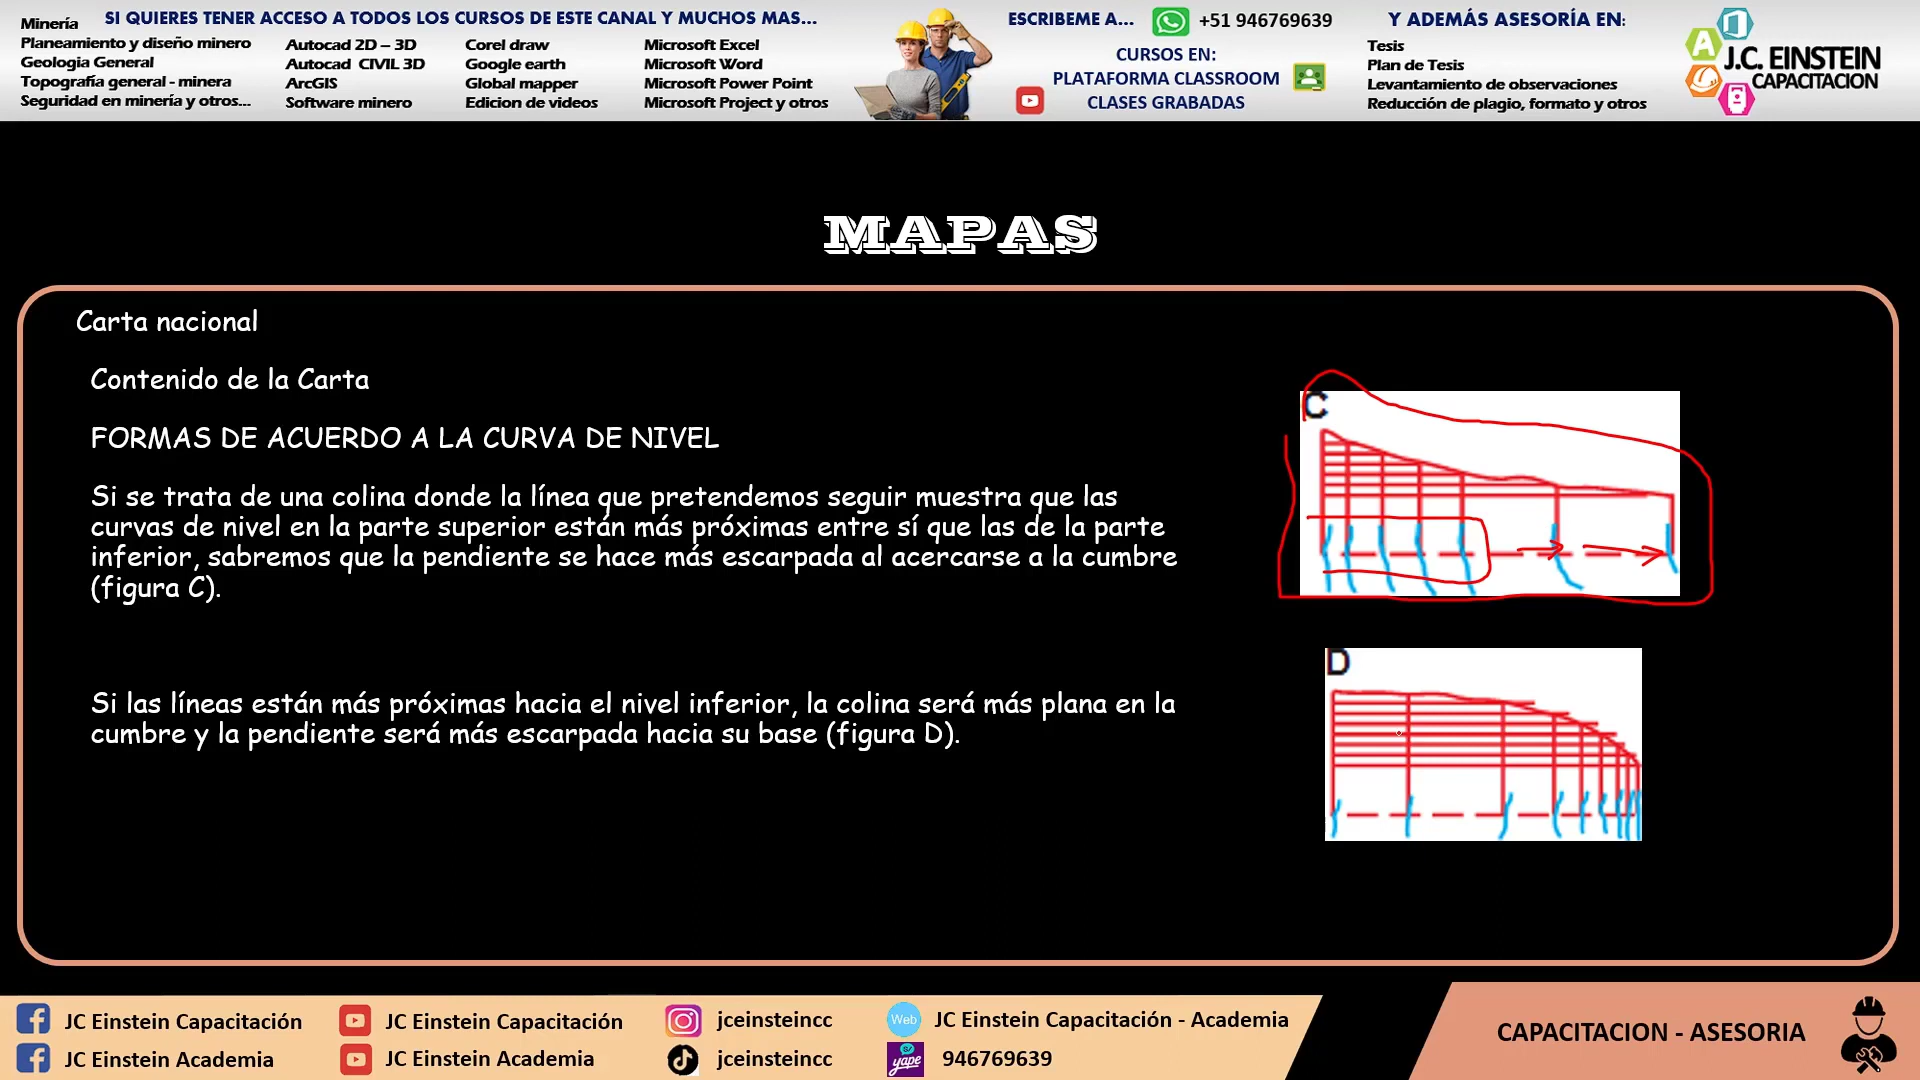 Minería
Planeamiento y diseño minero
Geologia General
Topografía general - minera
Seguridad en minería y otros...
SI QUIERES TENER ACCESO A TODOS LOS CURSOS DE ESTE CANAL Y MUCHOS MAS...
Autocad 2D – 3D
Autocad CIVIL 3D
ArcGIS
Software minero
Corel draw
Google earth
Global mapper
Edicion de videos
Microsoft Excel
Microsoft Word
Microsoft Power Point
Microsoft Project y otros
ESCRIBEME A...
+51 946769639
CURSOS EN:
PLATAFORMA CLASSROOM
CLASES GRABADAS
Y ADEMÁS ASESORÍA EN:
Tesis
Plan de Tesis
Levantamiento de observaciones
Reducción de plagio, formato y otros
A
J.C. EINSTEIN
CAPACITACION
MAPAS
Carta nacional
Contenido de la Carta
FORMAS DE ACUERDO A LA CURVA DE NIVEL
Si se trata de una colina donde la línea que pretendemos seguir muestra que las
curvas de nivel en la parte superior están más próximas entre sí que las de la parte
inferior, sabremos que la pendiente se hace más escarpada al acercarse a la cumbre
(figura C).
C
Si las líneas están más próximas hacia el nivel inferior, la colina será más plana en la
cumbre y la pendiente será más escarpada hacia su base (figura D).
D
JC Einstein Capacitación
JC Einstein Academia
JC Einstein Capacitación
JC Einstein Academia
jceinsteincc
jceinsteincc
Web
JC Einstein Capacitación - Academia
S/
yape
946769639
CAPACITACION - ASESORIA